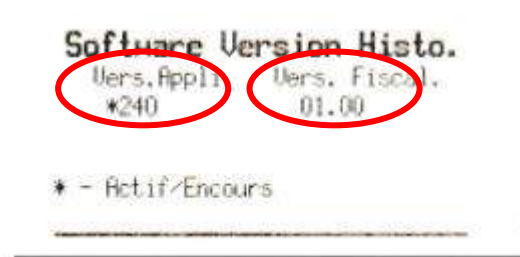 Software Version Histo.
Vers.Appli Vers. Fiscal.
*240 01.00
* - Actif/Encours